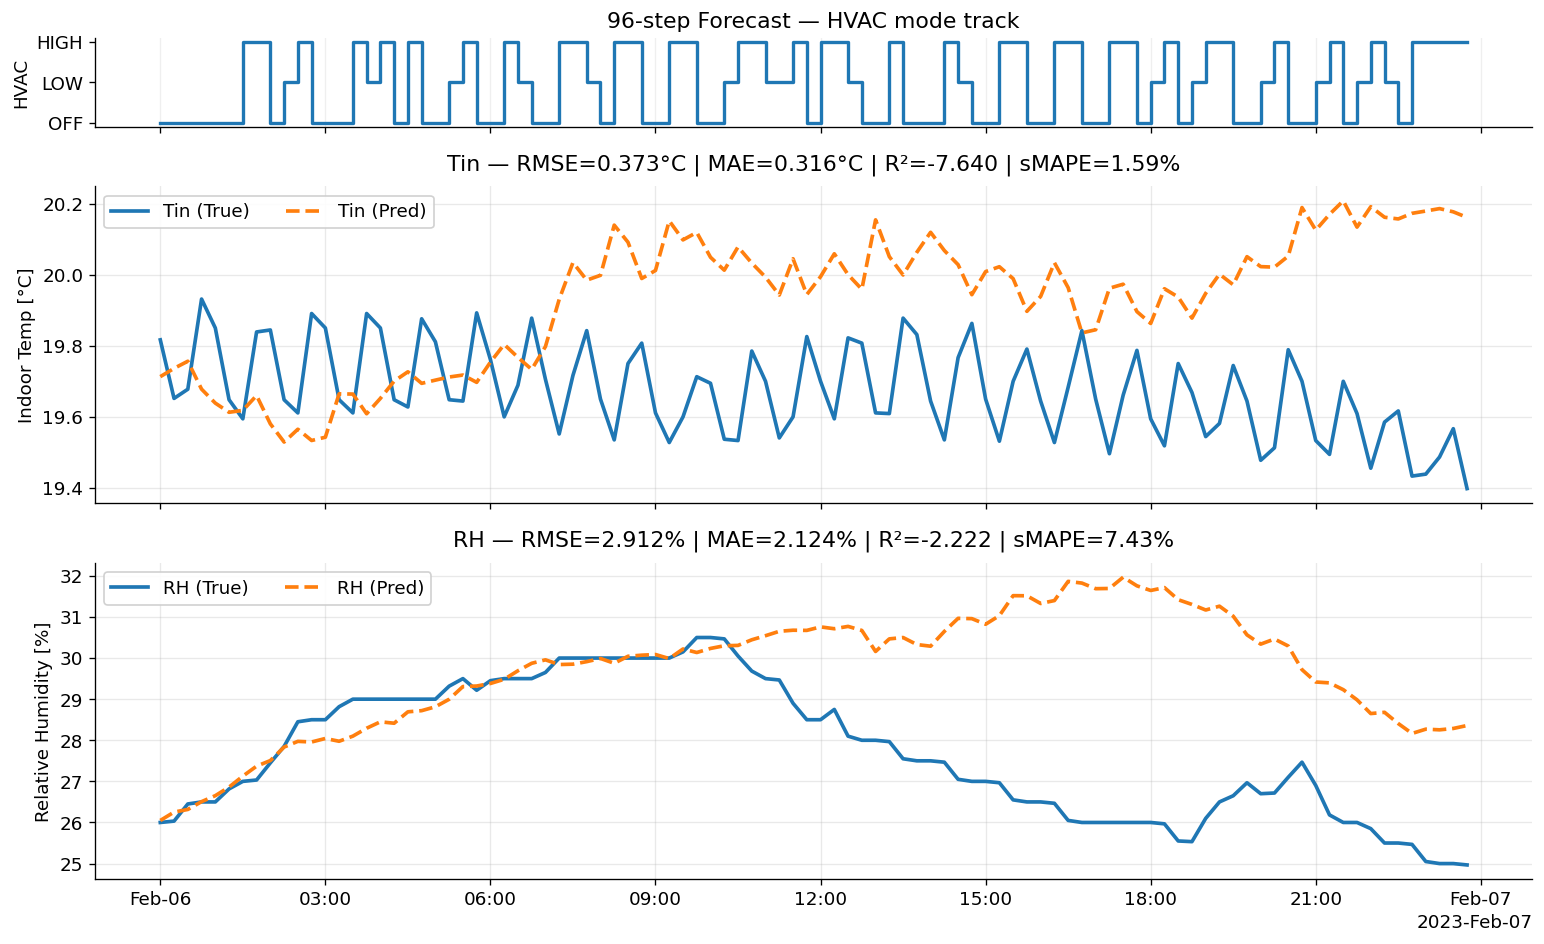 96-step Forecast — HVAC mode track
HVAC
HIGH
LOW
OFF
Tin — RMSE=0.373°C | MAE=0.316°C | R²=-7.640 | sMAPE=1.59%
Tin (True)
Tin (Pred)
Indoor Temp [°C]
20.2
20.0
19.8
19.6
19.4
RH — RMSE=2.912% | MAE=2.124% | R²=-2.222 | sMAPE=7.43%
RH (True)
RH (Pred)
Relative Humidity [%]
32
31
30
29
28
27
26
25
Feb-06 03:00 06:00 09:00 12:00 15:00 18:00 21:00 Feb-07
2023-Feb-07